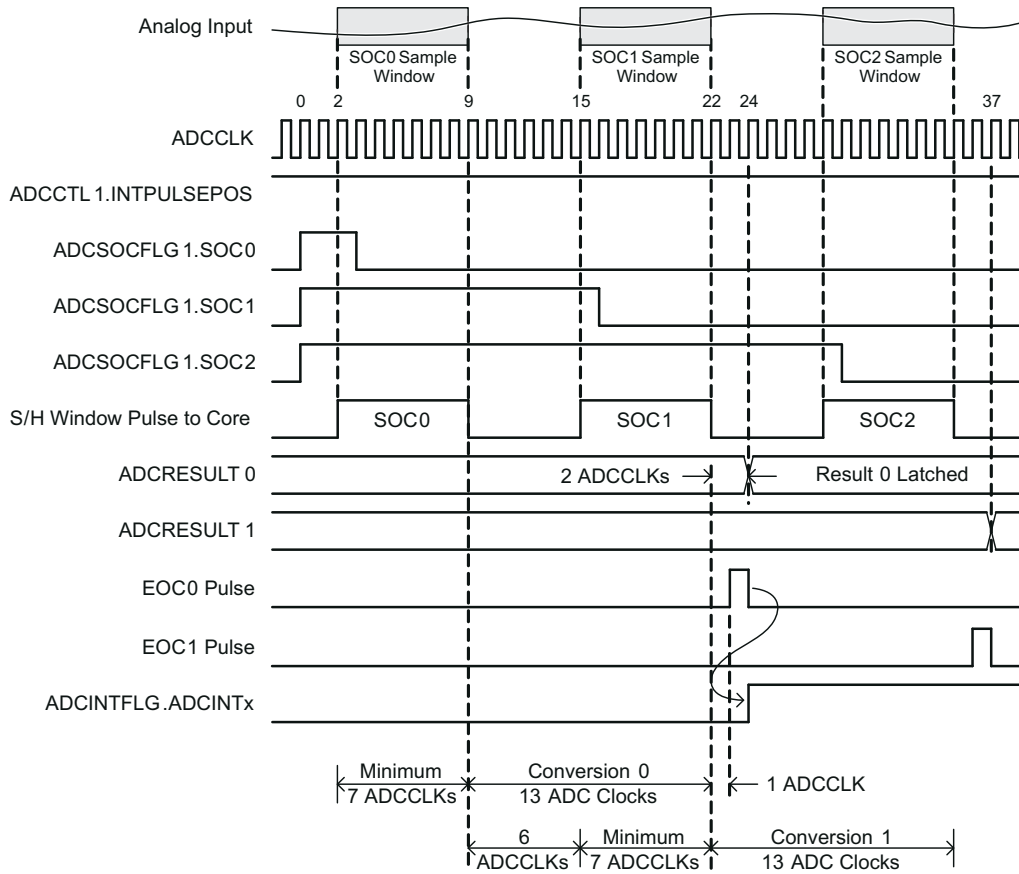 Analog Input
SOC0 Sample
Window
SOC1 Sample
Window
SOC2 Sample
Window
0 2 9 15 22 24 37
ADCCLK
ADCCTL 1.INTPULSEPOS
ADCSOCFLG 1.SOC0
ADCSOCFLG 1.SOC1
ADCSOCFLG 1.SOC2
S/H Window Pulse to Core
SOC0
SOC1
SOC2
ADCRESULT 0
2 ADCCLKs
Result 0 Latched
ADCRESULT 1
EOC0 Pulse
EOC1 Pulse
ADCINTFLG.ADCINTx
Minimum
7 ADCCLKs
Conversion 0
13 ADC Clocks
1 ADCCLK
6
ADCCLKs
Minimum
7 ADCCLKs
Conversion 1
13 ADC Clocks